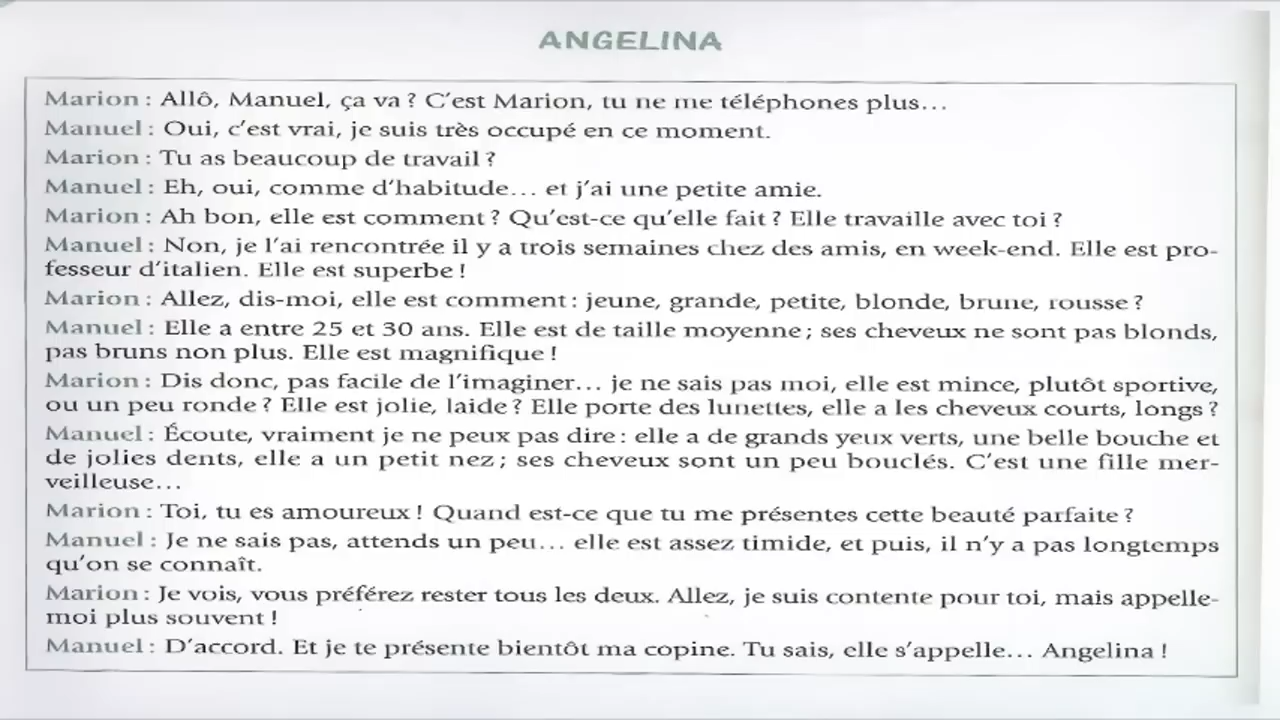 ANGELINA
Marion : Allô, Manuel, ça va ? C'est Marion, tu ne me téléphones plus...
Manuel : Oui, c'est vrai, je suis très occupé en ce moment.
Marion : Tu as beaucoup de travail ?
Manuel : Eh, oui, comme d'habitude... et j'ai une petite amie.
Marion : Ah bon, elle est comment ? Qu'est-ce qu'elle fait ? Elle travaille avec toi ?
Manuel : Non, je l'ai rencontrée il y a trois semaines chez des amis, en week-end. Elle est pro-
fesseur d'italien. Elle est superbe !
Marion : Allez, dis-moi, elle est comment : jeune, grande, petite, blonde, brune, rousse ?
Manuel : Elle a entre 25 et 30 ans. Elle est de taille moyenne ; ses cheveux ne sont pas blonds,
pas bruns non plus. Elle est magnifique !
Marion : Dis donc, pas facile de l'imaginer... je ne sais pas moi, elle est mince, plutôt sportive,
ou un peu ronde ? Elle est jolie, laide ? Elle porte des lunettes, elle a les cheveux courts, longs ?
Manuel : Écoute, vraiment je ne peux pas dire : elle a de grands yeux verts, une belle bouche et
de jolies dents, elle a un petit nez ; ses cheveux sont un peu bouclés. C'est une fille mer-
veilleuse...
Marion : Toi, tu es amoureux ! Quand est-ce que tu me présentes cette beauté parfaite ?
Manuel : Je ne sais pas, attends un peu... elle est assez timide, et puis, il n'y a pas longtemps
qu'on se connaît.
Marion : Je vois, vous préférez rester tous les deux. Allez, je suis contente pour toi, mais appelle-
moi plus souvent !
Manuel : D'accord. Et je te présente bientôt ma copine. Tu sais, elle s'appelle... Angelina !